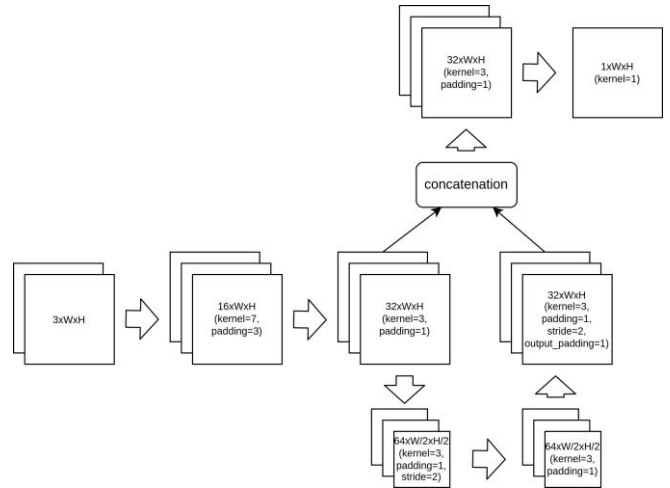 32xWxH
(kernel=3,
padding=1)
1xWxH
(kernel=1)
concatenation
3xWxH
16xWxH
(kernel=7,
padding=3)
32xWxH
(kernel=3,
padding=1)
32xWxH
(kernel=3,
padding=1,
stride=2,
output_padding=1)
64xW/2xH/2
(kernel=3,
padding=1,
stride=2)
64xW/2xH/2
(kernel=3,
padding=1)